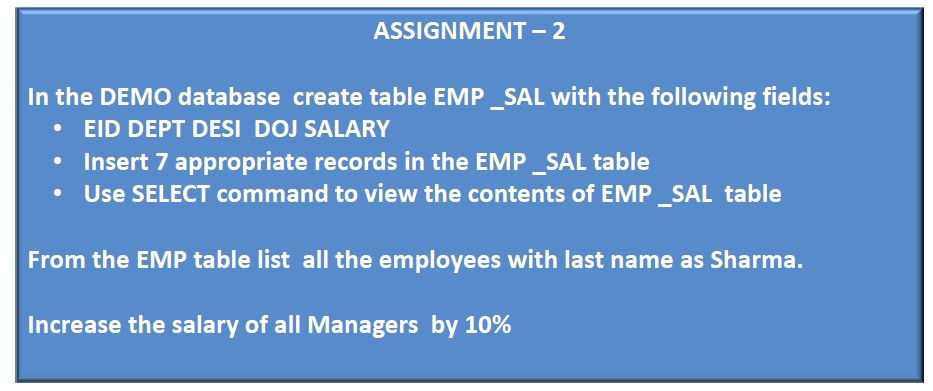 ASSIGNMENT – 2
In the DEMO database create table EMP _SAL with the following fields:
• EID DEPT DESI DOJ SALARY
• Insert 7 appropriate records in the EMP _SAL table
• Use SELECT command to view the contents of EMP _SAL table
From the EMP table list all the employees with last name as Sharma.
Increase the salary of all Managers by 10%